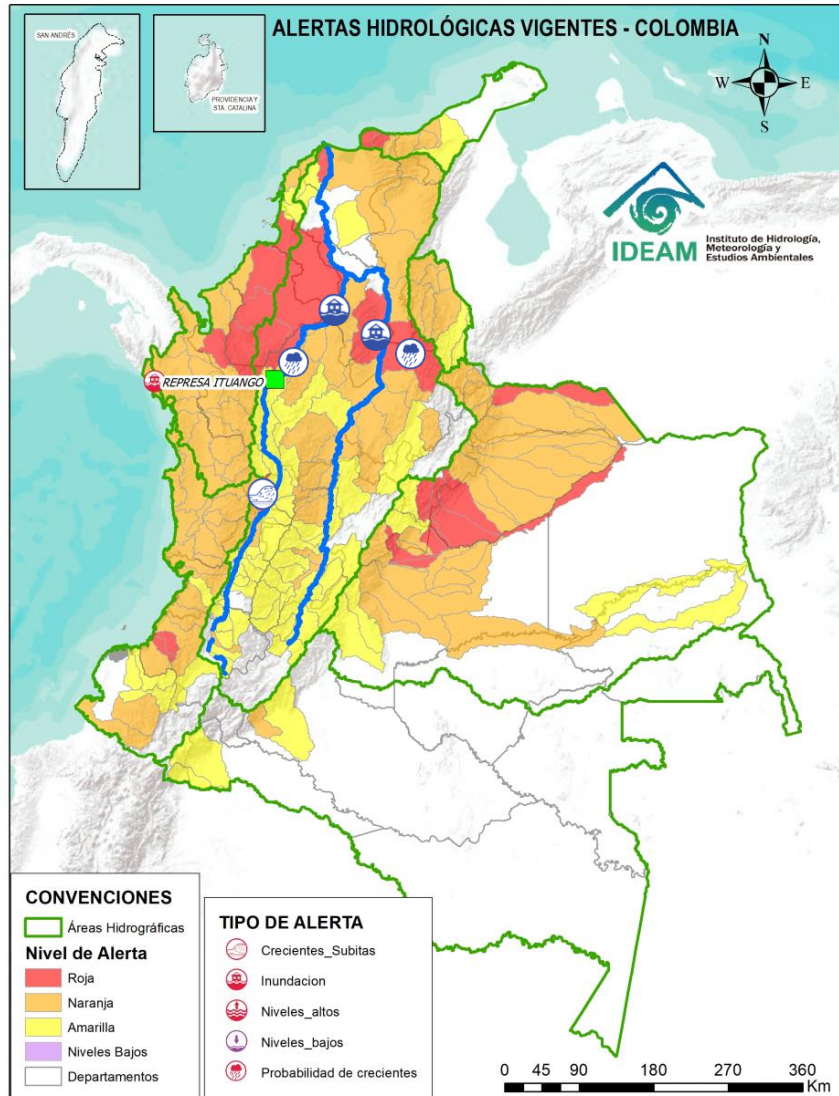 ALERTAS HIDROLÓGICAS VIGENTES - COLOMBIA
SAN ANDRÉS
PROVIDENCIA Y
STA. CATALINA
N
W
E
S
IDEAM
Instituto de Hidrología,
Meteorología y
Estudios Ambientales
REPRESA ITUANGO
CONVENCIONES
Áreas Hidrográficas
Nivel de Alerta
Roja
Naranja
Amarilla
Niveles Bajos
Departamentos
TIPO DE ALERTA
Crecientes_Subitas
Inundacion
Niveles_altos
Niveles_bajos
Probabilidad de crecientes
0 45 90 180 270 360
Km